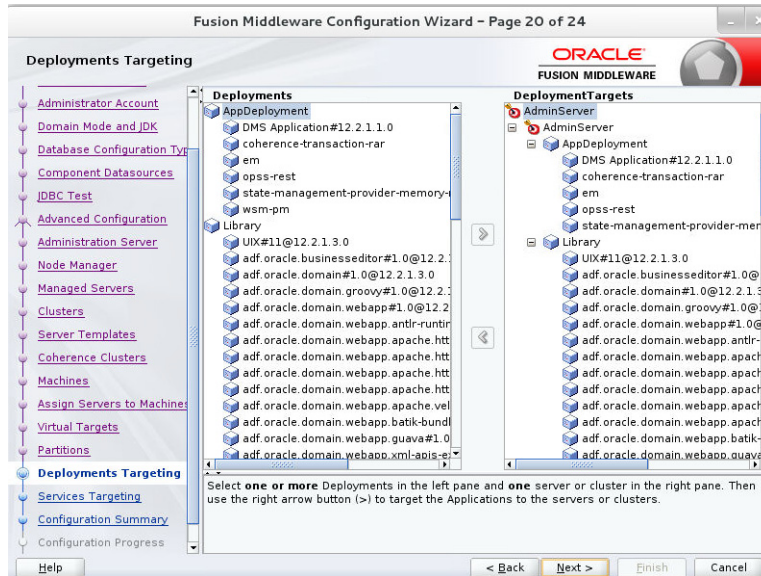 Fusion Middleware Configuration Wizard – Page 20 of 24
Deployments Targeting
ORACLE
FUSION MIDDLEWARE
Administrator Account
Domain Mode and JDK
Database Configuration Typ
Component Datasources
JDBC Test
Advanced Configuration
Administration Server
Node Manager
Managed Servers
Clusters
Server Templates
Coherence Clusters
Machines
Assign Servers to Machines
Virtual Targets
Partitions
Deployments Targeting
Services Targeting
Configuration Summary
Configuration Progress
Deployments
AppDeployment
DMS Application#12.2.1.1.0
coherence-transaction-rar
em
opss-rest
state-management-provider-memory-
wsm-pm
Library
UIX#11@12.2.1.3.0
adf.oracle.businesseditor#1.0@12.2.
adf.oracle.domain#1.0@12.2.1.3.0
adf.oracle.domain.groovy#1.0@12.2.
adf.oracle.domain.webapp#1.0@12.2
adf.oracle.domain.webapp.antlr-runtir
adf.oracle.domain.webapp.apache.htt
adf.oracle.domain.webapp.apache.htt
adf.oracle.domain.webapp.apache.htt
adf.oracle.domain.webapp.apache.htt
adf.oracle.domain.webapp.apache.vel
adf.oracle.domain.webapp.batik-bundl
adf.oracle.domain.webapp.guava#1.0
adf.oracle.domain.webapp.xml-apis-e
DeploymentTargets
AdminServer
AdminServer
AppDeployment
DMS Application#12.2.1.1.0
coherence-transaction-rar
em
opss-rest
state-management-provider-mer
Library
UIX#11@12.2.1.3.0
adf.oracle.businesseditor#1.0@
adf.oracle.domain#1.0@12.2.1.3
adf.oracle.domain.groovy#1.0@
adf.oracle.domain.webapp#1.0@
adf.oracle.domain.webapp.antlr-
adf.oracle.domain.webapp.apach
adf.oracle.domain.webapp.apach
adf.oracle.domain.webapp.apach
adf.oracle.domain.webapp.apach
adf.oracle.domain.webapp.apach
adf.oracle.domain.webapp.batik-
adf.oracle.domain.webapp.guava
Select one or more Deployments in the left pane and one server or cluster in the right pane. Then
use the right arrow button (>) to target the Applications to the servers or clusters.
Help
< Back
Next >
Finish
Cancel